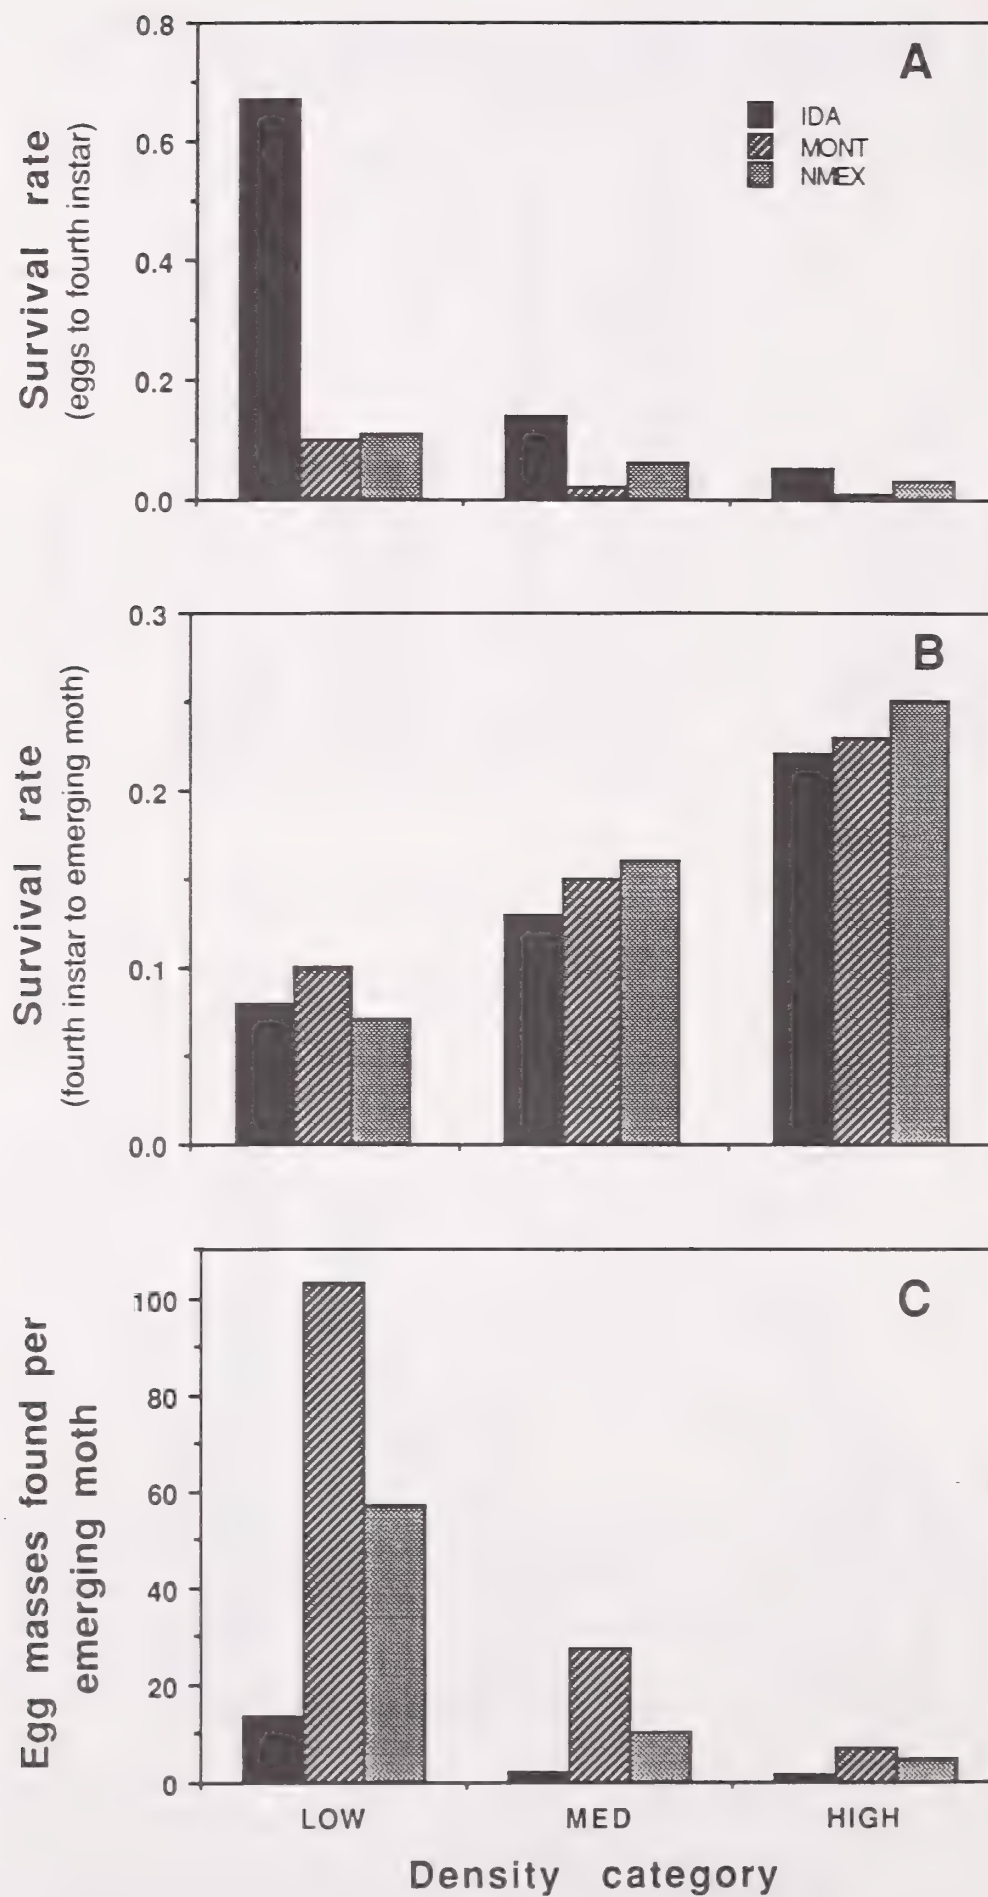 A
IDA
MONT
NMEX
0.8
0.6
0.4
0.2
0.0
Survival rate
(eggs to fourth instar)
B
0.3
0.2
0.1
0.0
Survival rate
(fourth instar to emerging moth)
C
100
80
60
40
20
0
Egg masses found per
emerging moth
LOW MED HIGH
Density category